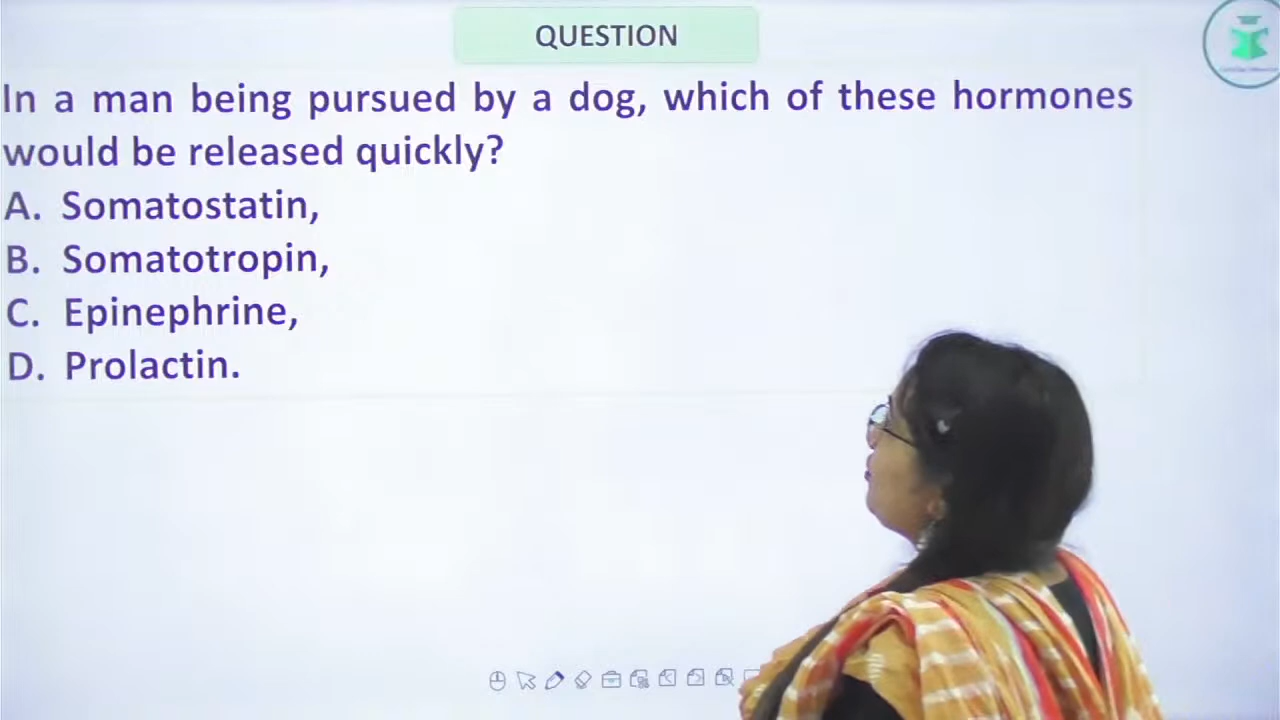 QUESTION
In a man being pursued by a dog, which of these hormones
would be released quickly?
A. Somatostatin,
B. Somatotropin,
C. Epinephrine,
D. Prolactin.